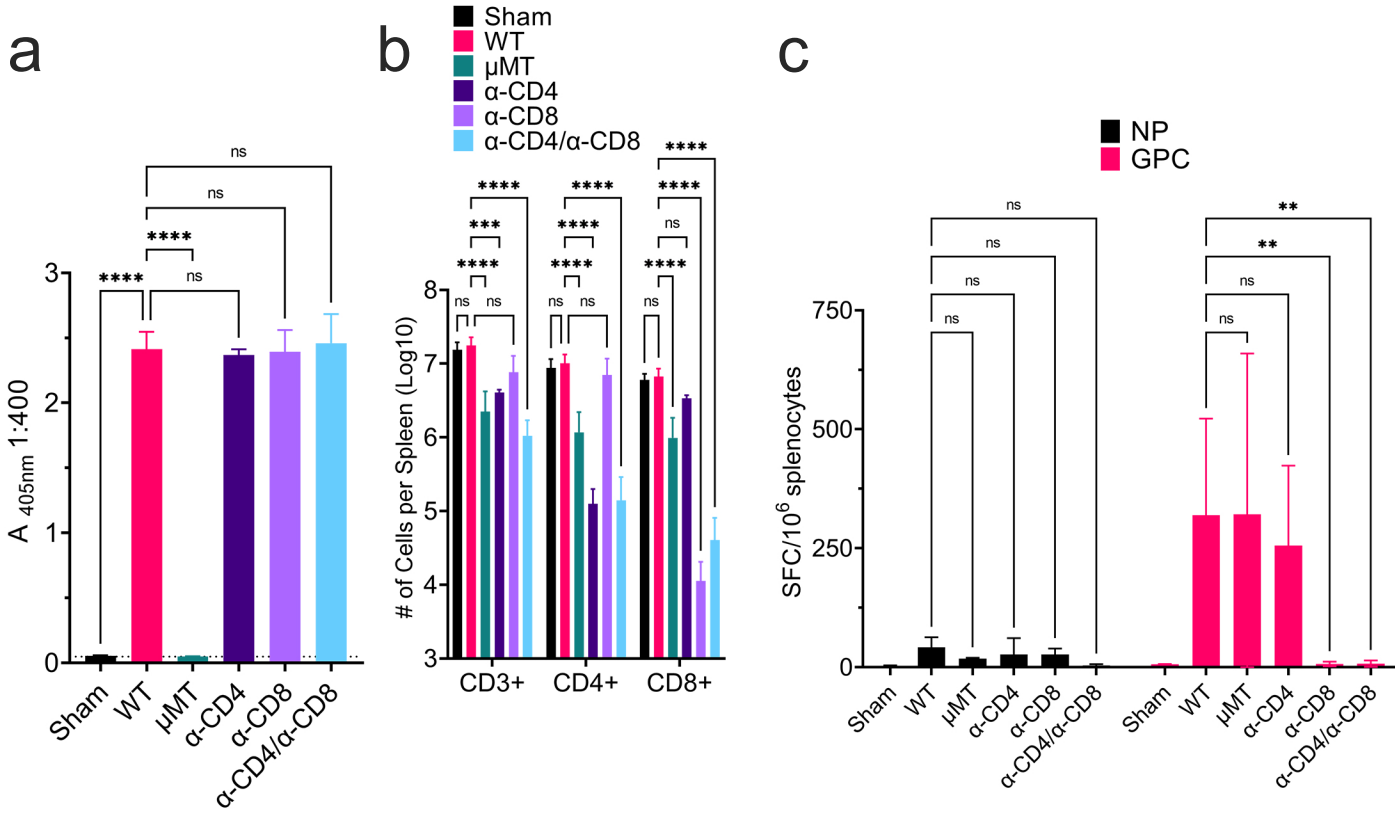 a
ns
ns
****
**** ns
3
2
1
0
A 405nm 1:400
Sham
WT
µMT
α-CD4
α-CD8
α-CD4/α-CD8
b
Sham
WT
µMT
α-CD4
α-CD8
α-CD4/α-CD8
****
**** **** ****
*** **** ns
**** **** ****
ns ns ns ns ns
8
7
6
5
4
3
# of Cells per Spleen (Log10)
CD3+ CD4+ CD8+
c
NP
GPC
ns **
ns **
ns ns
ns ns
750
500
250
0
SFC/10⁶ splenocytes
Sham
WT
µMT
α-CD4
α-CD8
α-CD4/α-CD8
Sham
WT
µMT
α-CD4
α-CD8
α-CD4/α-CD8